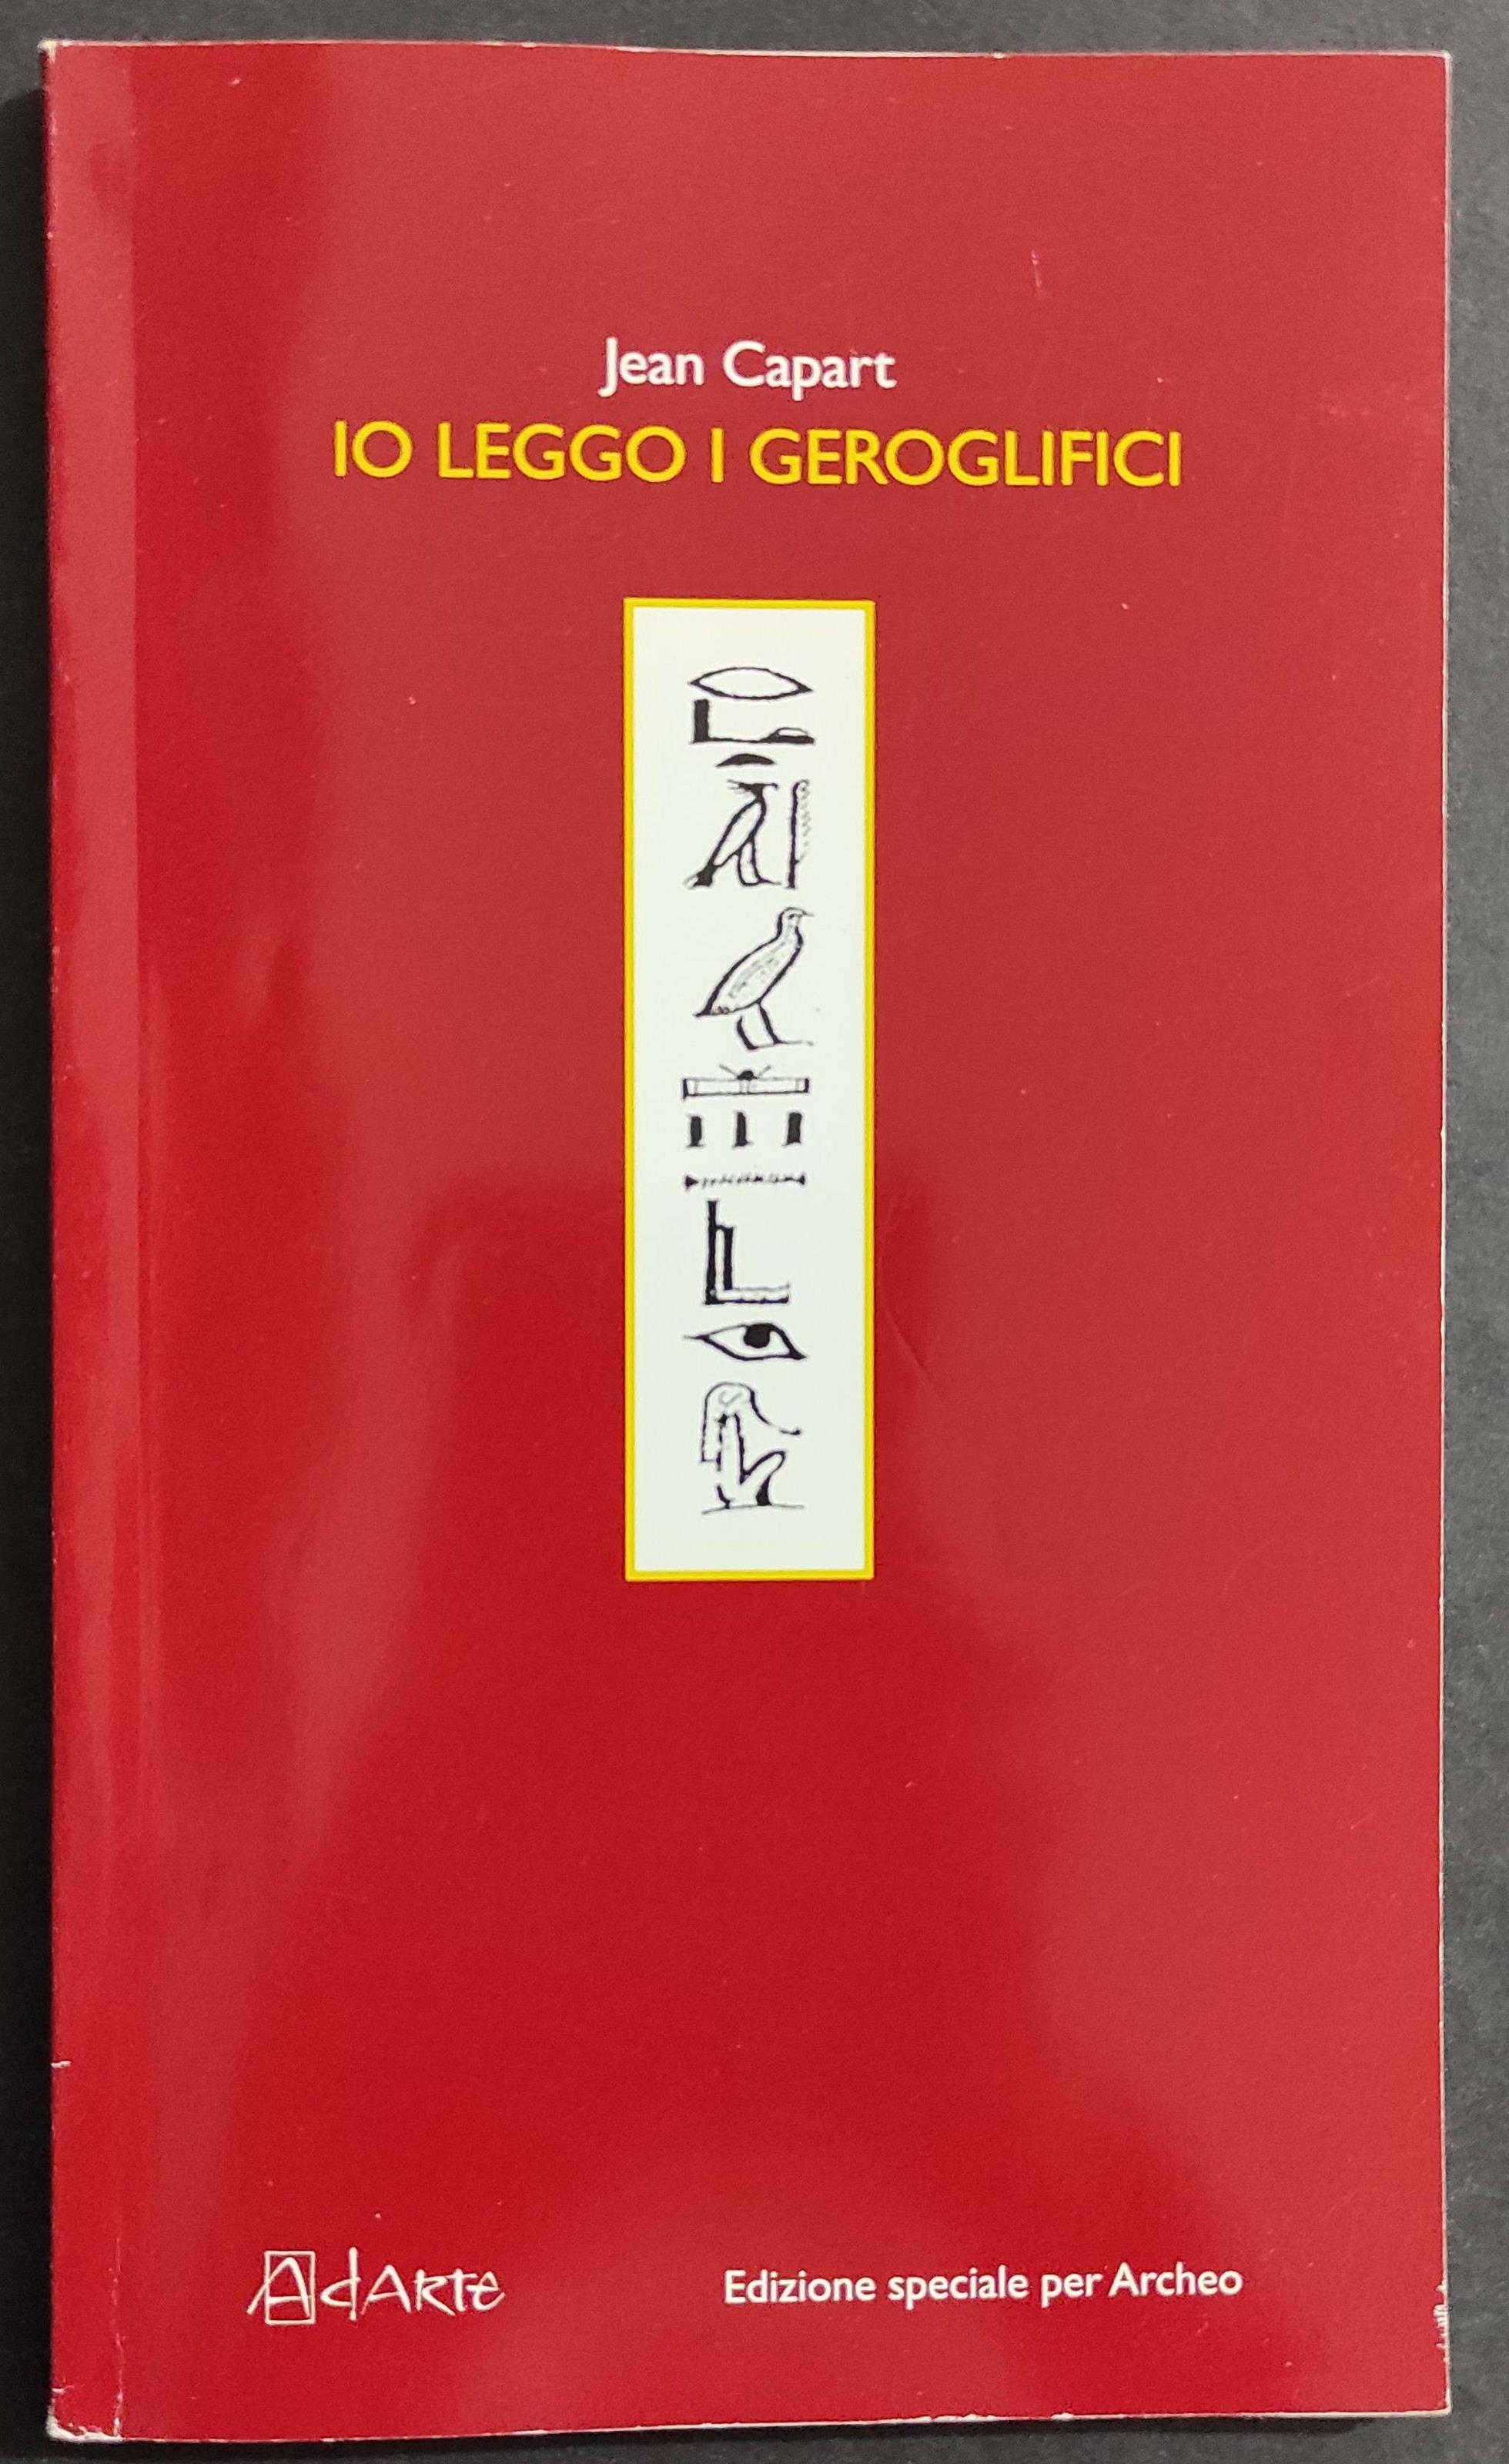 Jean Capart
IO LEGGO I GEROGLIFICI
AdARTE
Edizione speciale per Archeo